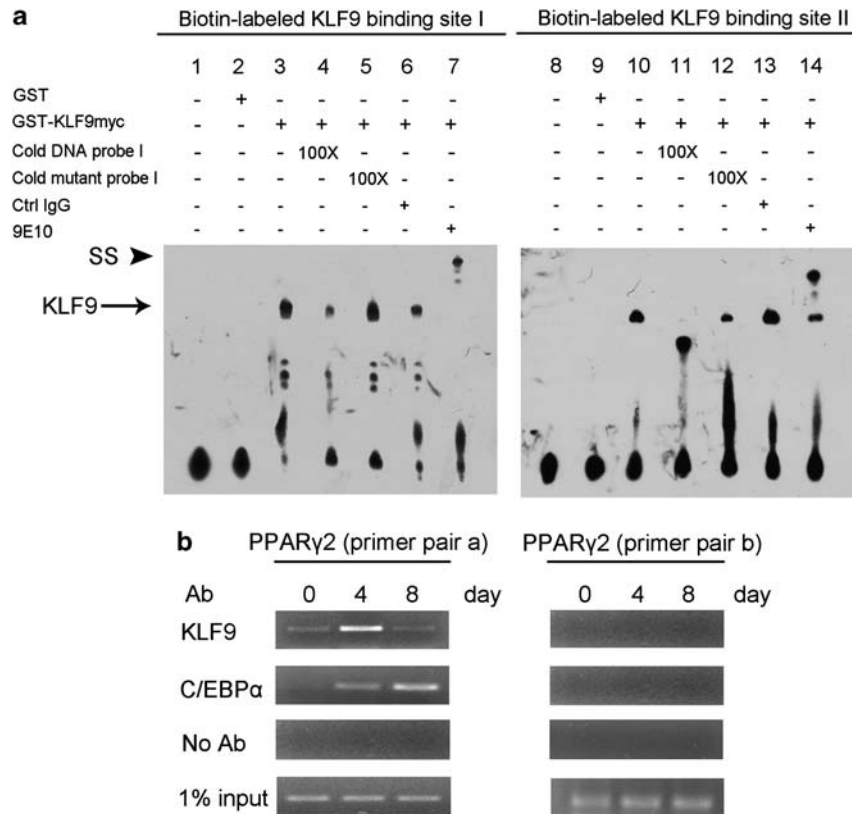 a
Biotin-labeled KLF9 binding site I Biotin-labeled KLF9 binding site II
1 2 3 4 5 6 7 8 9 10 11 12 13 14
GST - + - - - - - - + - - - - -
GST-KLF9myc - - + + + + + - - + + + + +
Cold DNA probe I - - - 100X - - - - - - 100X - - -
Cold mutant probe I - - - - 100X - - - - - - 100X - -
Ctrl IgG - - - - - + - - - - - - + -
9E10 - - - - - - + - - - - - - +
SS
KLF9
b
PPARγ2 (primer pair a) PPARγ2 (primer pair b)
Ab 0 4 8 day 0 4 8 day
KLF9
C/EBPα
No Ab
1% input